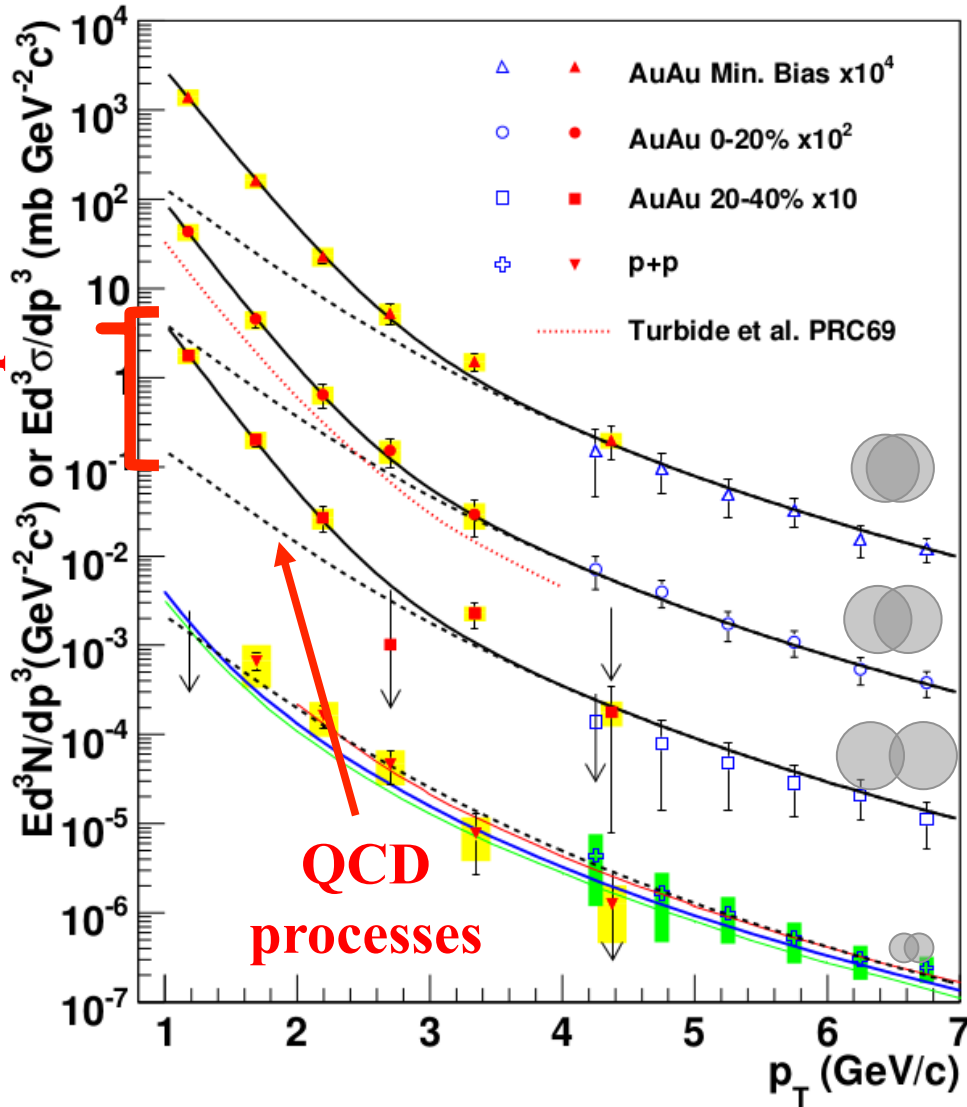 10⁴
10³
10²
10
1
10⁻¹
10⁻²
10⁻³
10⁻⁴
10⁻⁵
10⁻⁶
10⁻⁷
Ed³N/dp³(GeV⁻²c³) or Ed³σ/dp³ (mb GeV⁻²c³)
AuAu Min. Bias x10⁴
AuAu 0-20% x10²
AuAu 20-40% x10
p+p
Turbide et al. PRC69
QCD
processes
1 2 3 4 5 6 7
p_T (GeV/c)